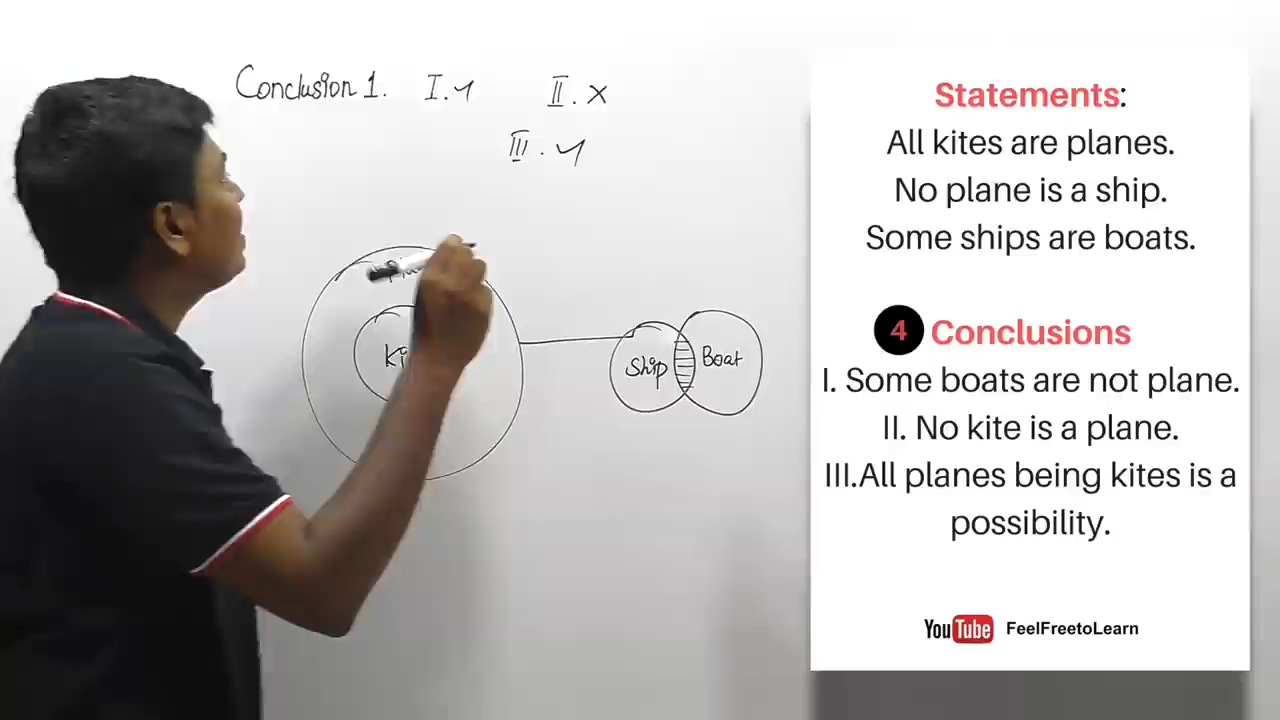 Conclusion 1. I. y II. x
III. y
Ship Boat
Statements:
All kites are planes.
No plane is a ship.
Some ships are boats.
4 Conclusions
I. Some boats are not plane.
II. No kite is a plane.
III.All planes being kites is a
possibility.
YouTube FeelFreetoLearn